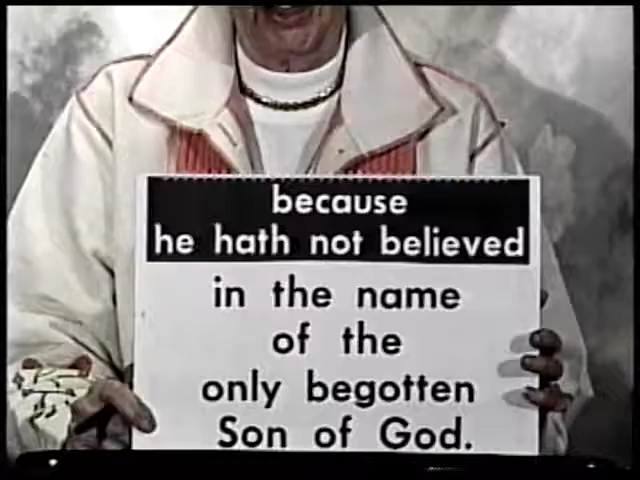 because
he hath not believed
in the name
of the
only begotten
Son of God.